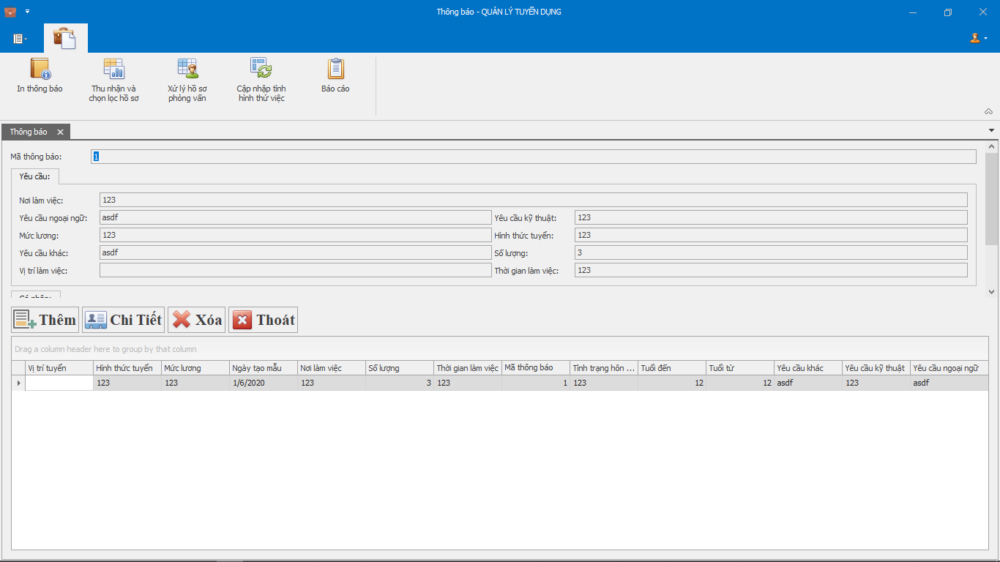 Thông báo - QUẢN LÝ TUYỂN DỤNG
In thông báo
Thu nhận và
chọn lọc hồ sơ
Xử lý hồ sơ
phỏng vấn
Cập nhập tình
hình thử việc
Báo cáo
Thông báo
Mã thông báo: 1
Yêu cầu:
Nơi làm việc: 123
Yêu cầu ngoại ngữ: asdf Yêu cầu kỹ thuật: 123
Mức lương: 123 Hình thức tuyển: 123
Yêu cầu khác: asdf Số lượng: 3
Vị trí làm việc: Thời gian làm việc: 123
Thêm Chi Tiết Xóa Thoát
Drag a column header here to group by that column
Vị trí tuyển Hình thức tuyển Mức lương Ngày tạo mẫu Nơi làm việc Số lượng Thời gian làm việc Mã thông báo Tình trạng hôn ... Tuổi đến Tuổi từ Yêu cầu khác Yêu cầu kỹ thuật Yêu cầu ngoại ngữ
123 123 1/6/2020 123 3 123 1 123 12 12 asdf 123 asdf